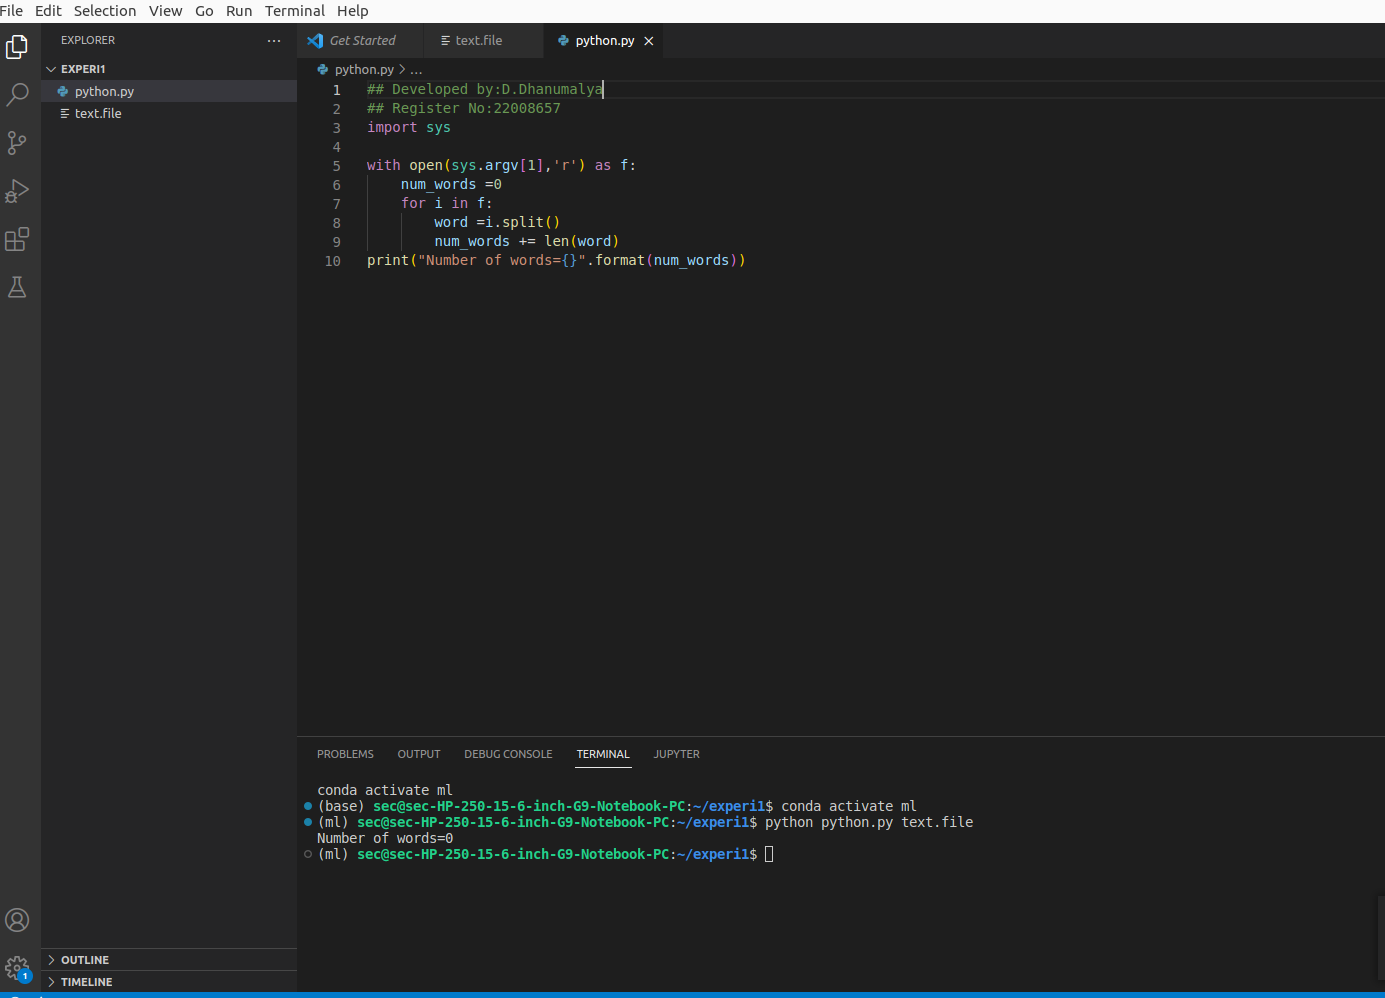 File Edit Selection View Go Run Terminal Help
EXPLORER ...
EXPERI1
python.py
text.file
OUTLINE
TIMELINE
1
Get Started text.file python.py
python.py > ...
1 ## Developed by:D.Dhanumalya
2 ## Register No:22008657
3 import sys
4
5 with open(sys.argv[1],'r') as f:
6     num_words =0
7     for i in f:
8         word =i.split()
9         num_words += len(word)
10 print("Number of words={}".format(num_words))
PROBLEMS OUTPUT DEBUG CONSOLE TERMINAL JUPYTER
conda activate ml
(base) sec@sec-HP-250-15-6-inch-G9-Notebook-PC:~/experi1$ conda activate ml
(ml) sec@sec-HP-250-15-6-inch-G9-Notebook-PC:~/experi1$ python python.py text.file
Number of words=0
(ml) sec@sec-HP-250-15-6-inch-G9-Notebook-PC:~/experi1$